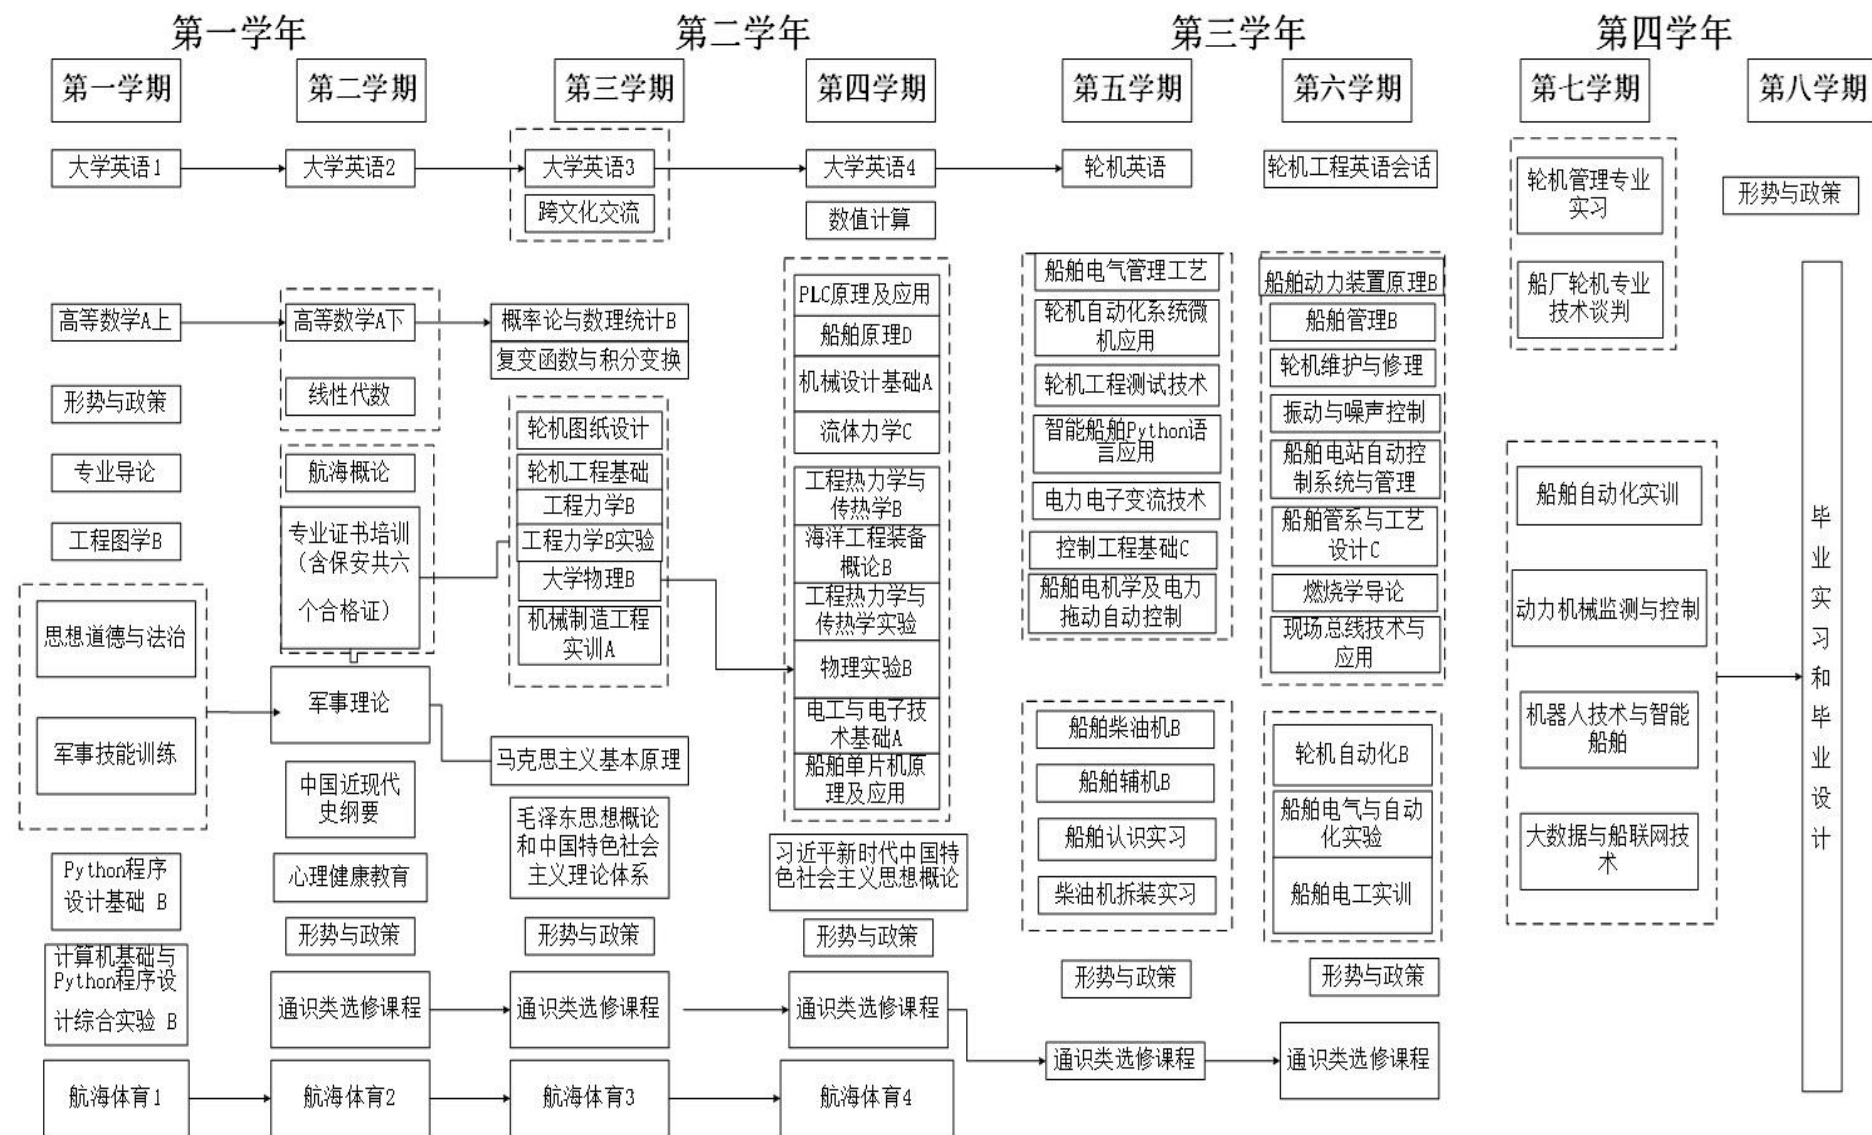 第一学年
第二学年
第三学年
第四学年
第一学期
第二学期
第三学期
第四学期
第五学期
第六学期
第七学期
第八学期
大学英语1
形势与政策
高等数学A上
形势与政策
专业导论
工程图学B
思想道德与法治
军事技能训练
Python程序
设计基础 B
计算机基础与
Python程序设
计综合实验 B
航海体育1
大学英语2
高等数学A下
线性代数
航海概论
专业证书培训
（含保安共六
个合格证）
军事理论
中国近现代
史纲要
心理健康教育
形势与政策
通识类选修课程
航海体育2
大学英语3
跨文化交流
概率论与数理统计B
复变函数与积分变换
轮机图纸设计
轮机工程基础
工程力学B
工程力学B实验
大学物理B
机械制造工程
实训A
马克思主义基本原理
毛泽东思想概论
和中国特色社会
主义理论体系
形势与政策
通识类选修课程
航海体育3
大学英语4
数值计算
PLC原理及应用
船舶原理D
机械设计基础A
流体力学C
工程热力学与
传热学B
海洋工程装备
概论B
工程热力学与
传热学实验
物理实验B
电工与电子技
术基础A
船舶单片机原
理及应用
习近平新时代中国特
色社会主义思想概论
形势与政策
通识类选修课程
航海体育4
轮机英语
船舶电气管理工艺
轮机自动化系统微
机应用
轮机工程测试技术
智能船舶Python语
言应用
电力电子变流技术
控制工程基础C
船舶电机学及电力
拖动自动控制
船舶柴油机B
船舶辅机B
船舶认识实习
柴油机拆装实习
形势与政策
通识类选修课程
轮机工程英语会话
船舶动力装置原理B
船舶管理B
轮机维护与修理
振动与噪声控制
船舶电站自动控
制系统与管理
船舶管系与工艺
设计C
燃烧学导论
现场总线技术与
应用
轮机自动化B
船舶电气与自动
化实验
船舶电工实训
形势与政策
通识类选修课程
轮机管理专业
实习
船厂轮机专业
技术谈判
船舶自动化实训
动力机械监测与控制
机器人技术与智能
船舶
大数据与船联网技
术
毕业实习和毕业设计